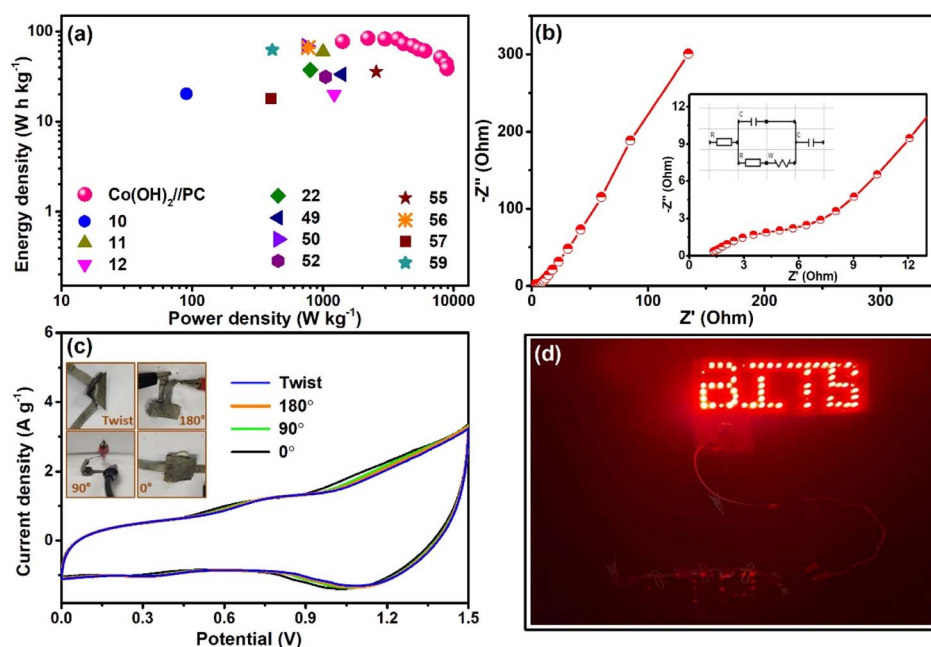 (a)
Energy density (W h kg⁻¹)
100
10
1
Co(OH)₂//PC
10
11
12
22
49
50
52
55
56
57
59
10 100 1000 10000
Power density (W kg⁻¹)
(b)
-Z" (Ohm)
300
200
100
0
0 100 200 300
Z' (Ohm)
-Z" (Ohm)
12
9
6
3
0
3 6 9 12
Z' (Ohm)
C
R
C
R
W
(c)
Current density (A g⁻¹)
6
4
2
0
-2
Twist
180°
90°
0°
Twist
180°
90°
0°
0.0 0.3 0.6 0.9 1.2 1.5
Potential (V)
(d)
BITS